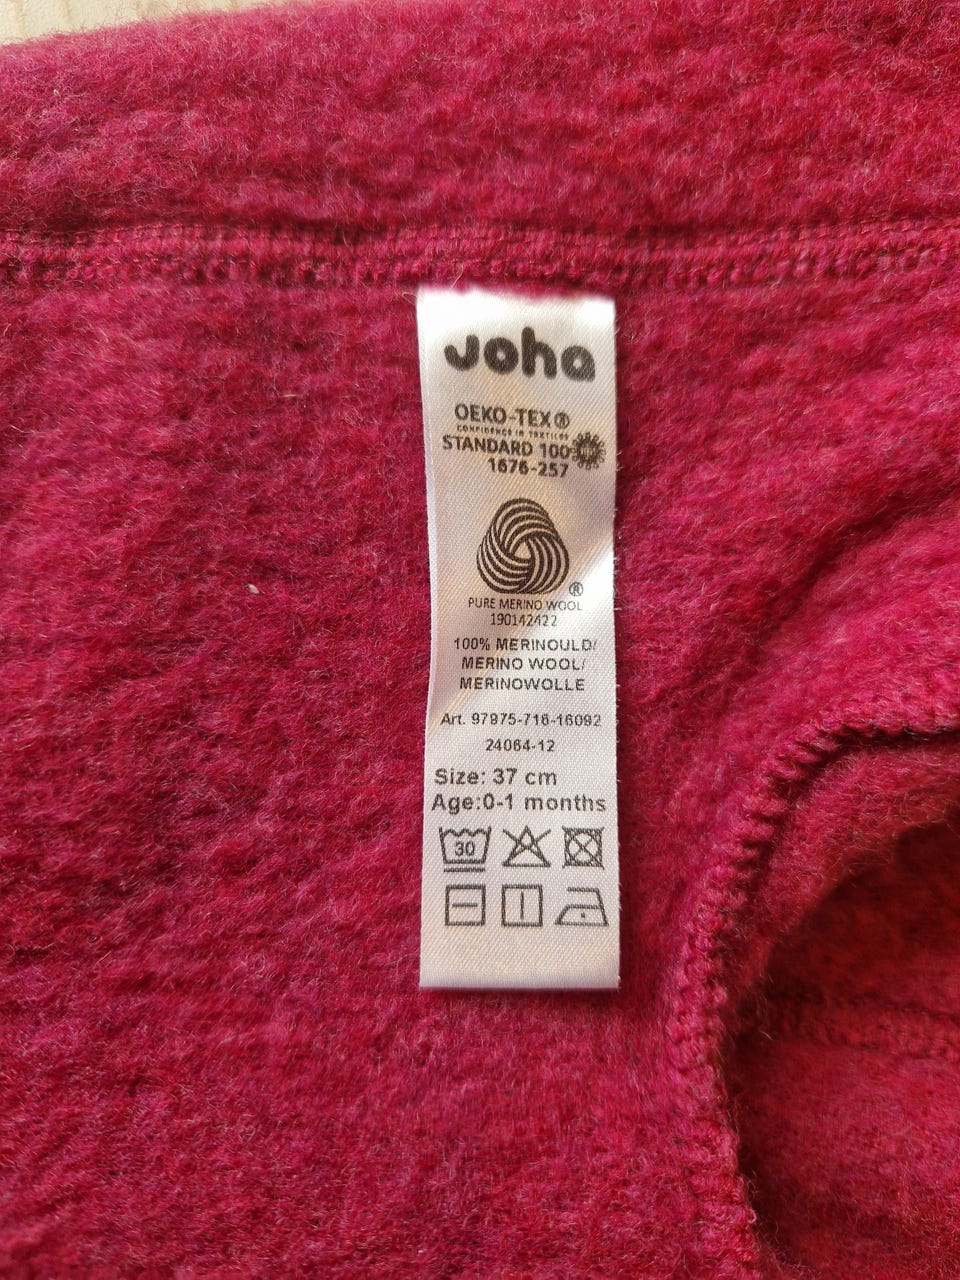 Joha
OEKO-TEX®
CONFIDENCE IN TEXTILES
STANDARD 100
1676-257
®
PURE MERINO WOOL
190142422
100% MERINOULD/
MERINO WOOL/
MERINOWOLLE
Art. 97975-716-16092
24064-12
Size: 37 cm
Age:0-1 months
30